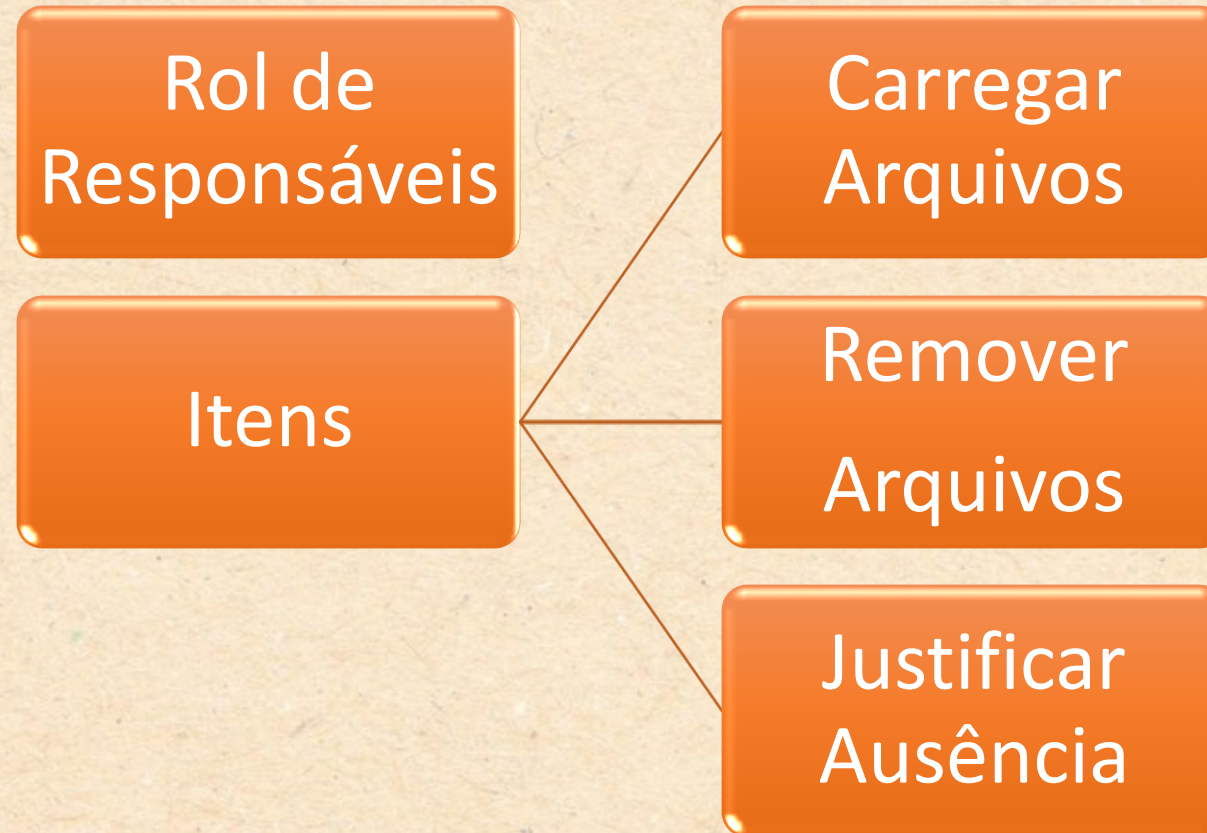 Rol de
Responsáveis
Carregar
Arquivos
Itens
Remover
Arquivos
Justificar
Ausência